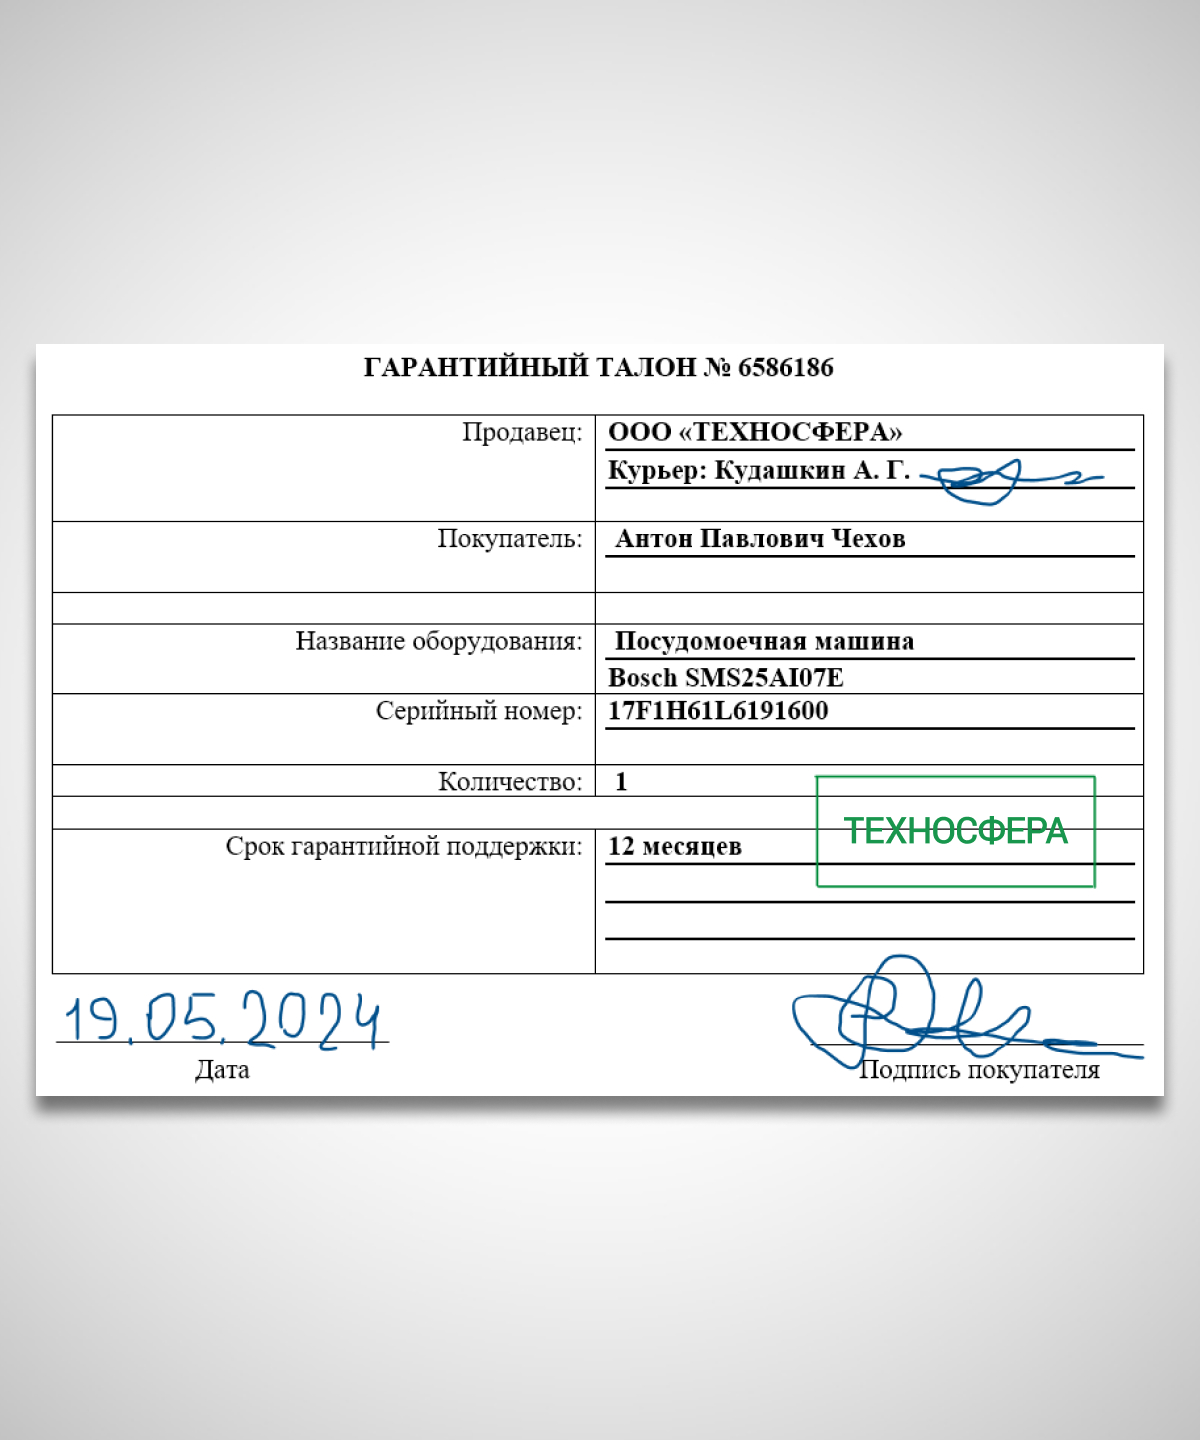 ГАРАНТИЙНЫЙ ТАЛОН № 6586186
Продавец: ООО «ТЕХНОСФЕРА»
Курьер: Кудашкин А. Г.
Покупатель: Антон Павлович Чехов
Название оборудования: Посудомоечная машина
Bosch SMS25AI07E
Серийный номер: 17F1H61L6191600
Количество: 1
ТЕХНОСФЕРА
Срок гарантийной поддержки: 12 месяцев
19.05.2024
Дата
Подпись покупателя